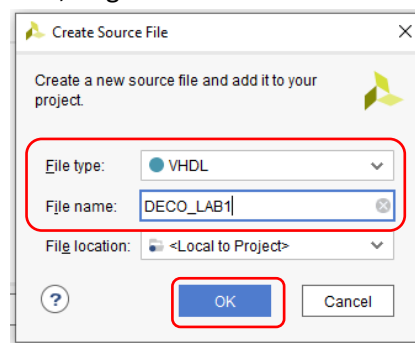 Create Source File
Create a new source file and add it to your
project.
File type: VHDL
File name: DECO_LAB1
File location: <Local to Project>
? OK Cancel